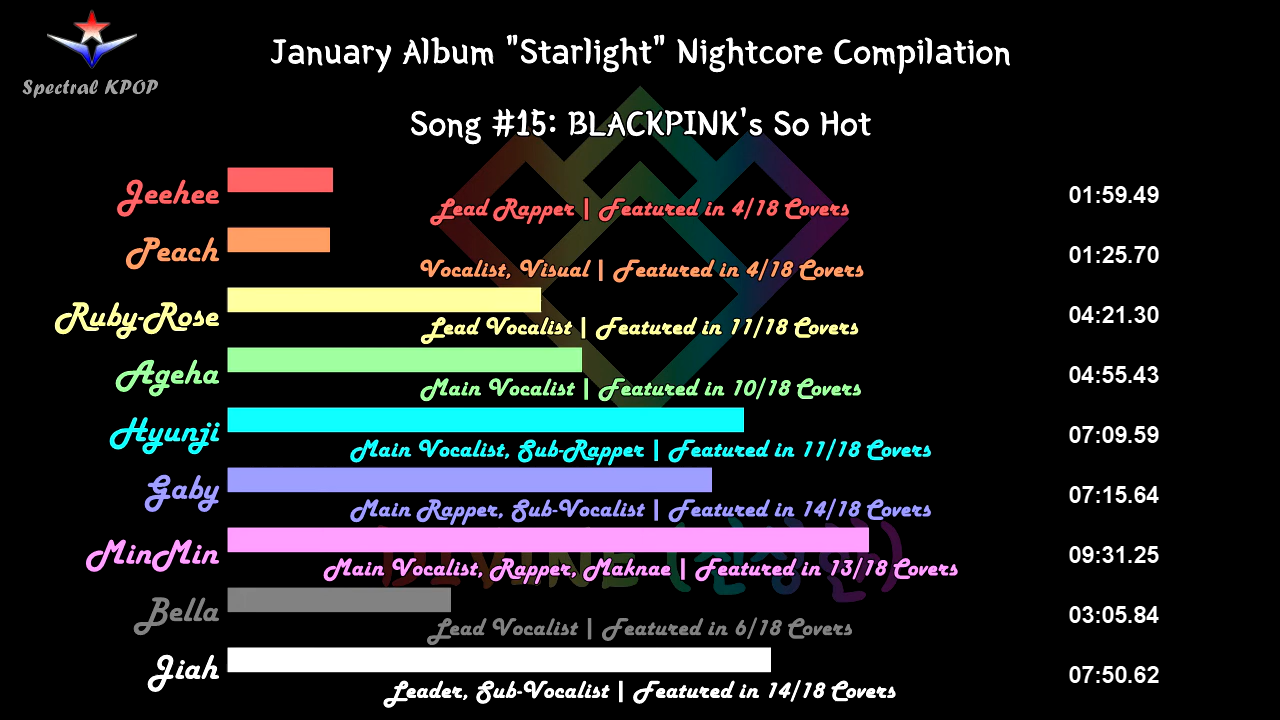 January Album "Starlight" Nightcore Compilation
Spectral KPOP
Song #15: BLACKPINK's So Hot
Jeehee
01:59.49
Lead Rapper | Featured in 4/18 Covers
Peach
01:25.70
Vocalist, Visual | Featured in 4/18 Covers
Ruby-Rose
04:21.30
Lead Vocalist | Featured in 11/18 Covers
Ageha
04:55.43
Main Vocalist | Featured in 10/18 Covers
Hyunji
07:09.59
Main Vocalist, Sub-Rapper | Featured in 11/18 Covers
Gaby
07:15.64
Main Rapper, Sub-Vocalist | Featured in 14/18 Covers
MinMin
09:31.25
Main Vocalist, Rapper, Maknae | Featured in 13/18 Covers
DIVINE
Bella
03:05.84
Lead Vocalist | Featured in 6/18 Covers
Jiah
07:50.62
Leader, Sub-Vocalist | Featured in 14/18 Covers